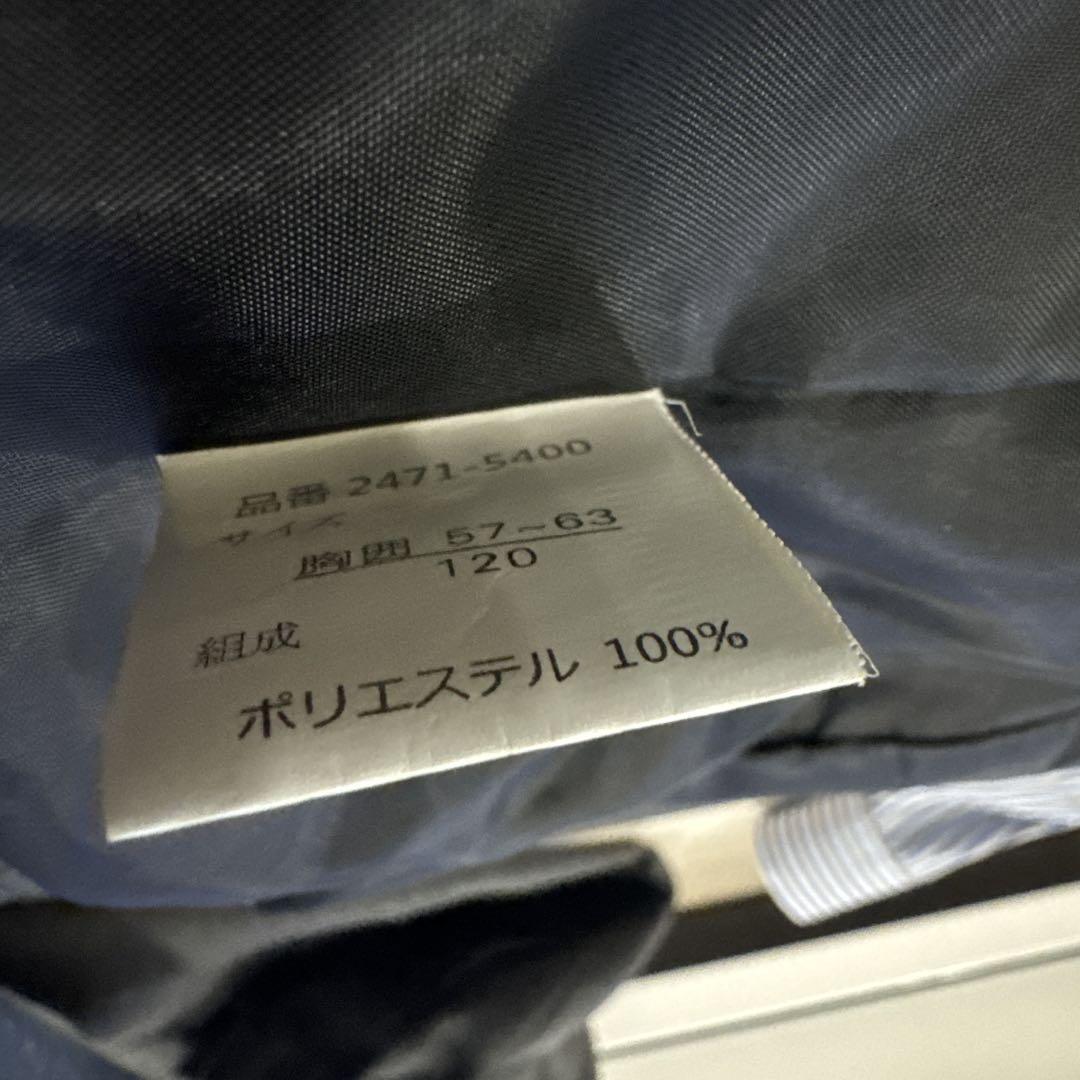 品番 2471-5400
サイズ
胸囲 57~63
120
組成
ポリエステル 100%